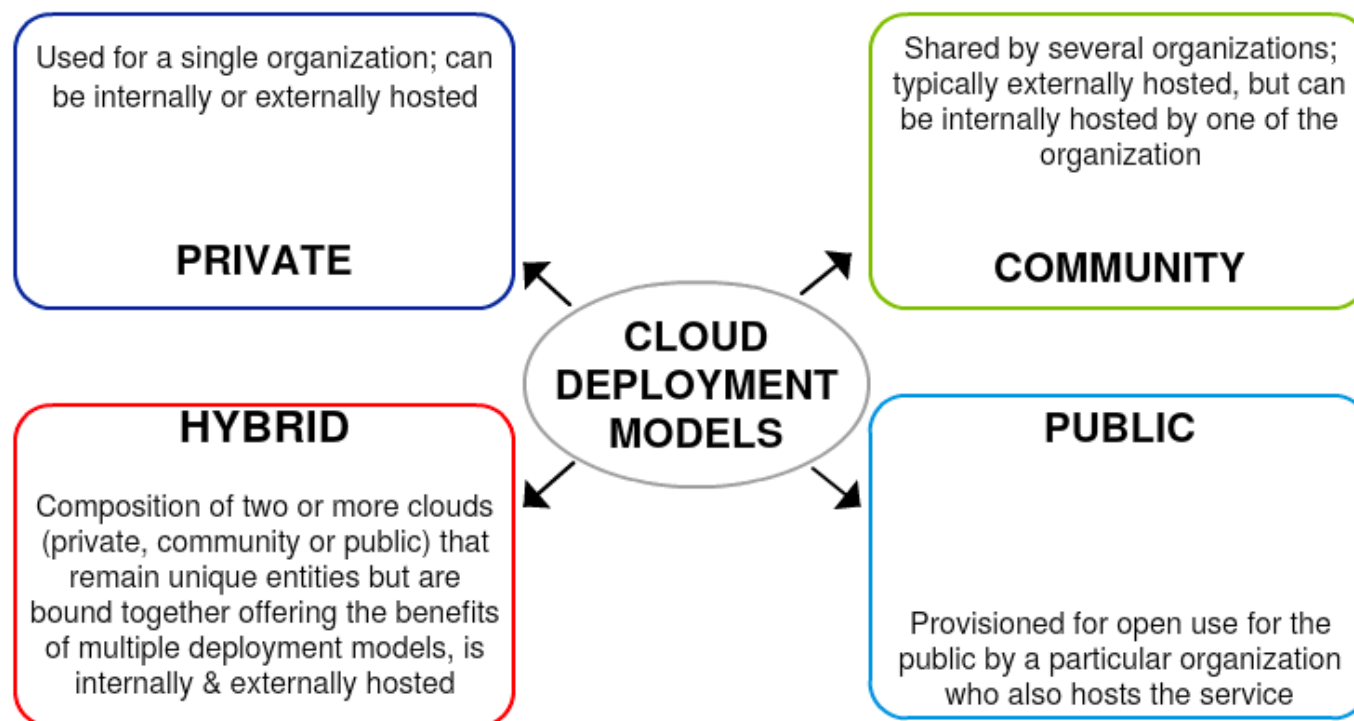 Used for a single organization; can
be internally or externally hosted
PRIVATE
Shared by several organizations;
typically externally hosted, but can
be internally hosted by one of the
organization
COMMUNITY
CLOUD
DEPLOYMENT
MODELS
HYBRID
Composition of two or more clouds
(private, community or public) that
remain unique entities but are
bound together offering the benefits
of multiple deployment models, is
internally & externally hosted
PUBLIC
Provisioned for open use for the
public by a particular organization
who also hosts the service